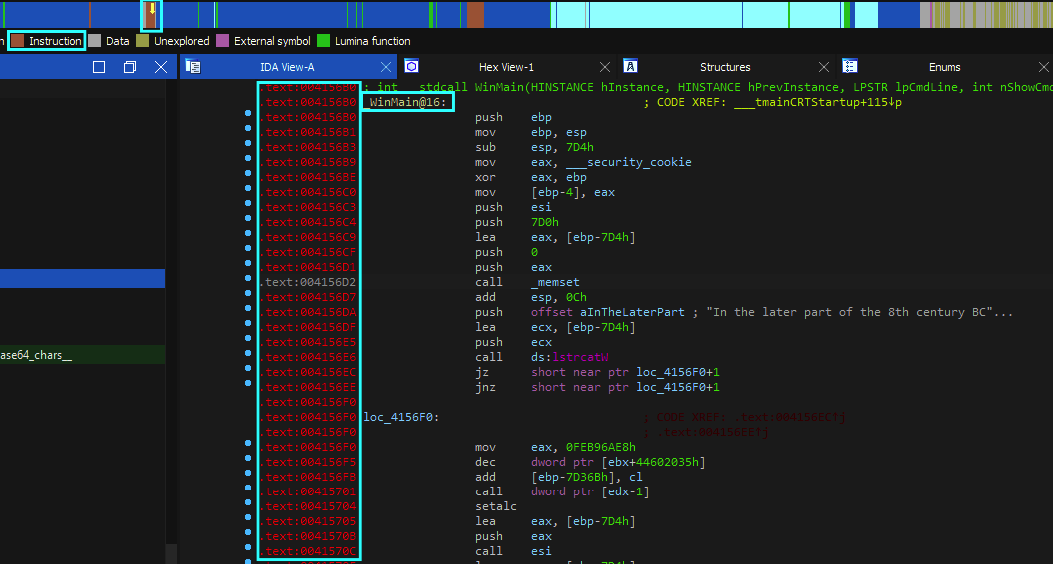 n Instruction Data Unexplored External symbol Lumina function
IDA View-A Hex View-1 Structures Enums
.text:004156B0 ; int __stdcall WinMain(HINSTANCE hInstance, HINSTANCE hPrevInstance, LPSTR lpCmdLine, int nShowCmd
.text:004156B0 _WinMain@16: ; CODE XREF: ___tmainCRTStartup+115↓p
.text:004156B0 push ebp
.text:004156B1 mov ebp, esp
.text:004156B3 sub esp, 7D4h
.text:004156B9 mov eax, ___security_cookie
.text:004156BE xor eax, ebp
.text:004156C0 mov [ebp-4], eax
.text:004156C3 push esi
.text:004156C4 push 7D0h
.text:004156C9 lea eax, [ebp-7D4h]
.text:004156CF push 0
.text:004156D1 push eax
.text:004156D2 call _memset
.text:004156D7 add esp, 0Ch
.text:004156DA push offset aInTheLaterPart ; "In the later part of the 8th century BC"...
.text:004156DF lea ecx, [ebp-7D4h]
.text:004156E5 push ecx
.text:004156E6 call ds:lstrcatW
.text:004156EC jz short near ptr loc_4156F0+1
.text:004156EE jnz short near ptr loc_4156F0+1
.text:004156F0
.text:004156F0 loc_4156F0: ; CODE XREF: .text:004156EC↑j
.text:004156F0 ; .text:004156EE↑j
.text:004156F0 mov eax, 0FEB96AE8h
.text:004156F5 dec dword ptr [ebx+44602035h]
.text:004156FB add [ebp-7D36Bh], cl
.text:00415701 call dword ptr [edx-1]
.text:00415704 setalc
.text:00415705 lea eax, [ebp-7D4h]
.text:0041570B push eax
.text:0041570C call esi
ase64_chars__